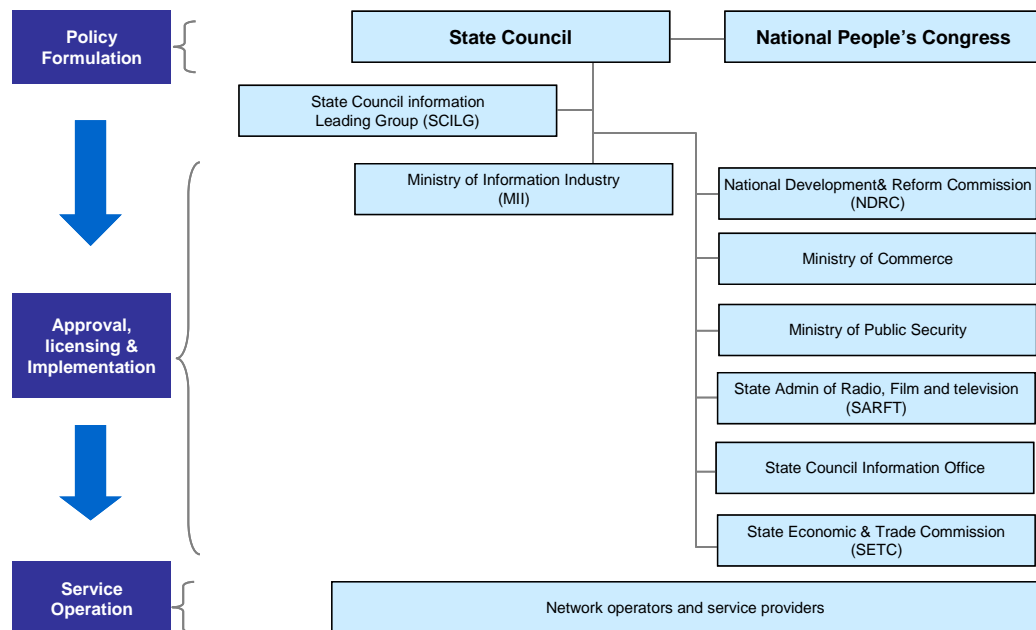 Policy
Formulation
State Council
National People's Congress
State Council information
Leading Group (SCILG)
Ministry of Information Industry
(MII)
National Development& Reform Commission
(NDRC)
Ministry of Commerce
Approval,
licensing &
Implementation
Ministry of Public Security
State Admin of Radio, Film and television
(SARFT)
State Council Information Office
State Economic & Trade Commission
(SETC)
Service
Operation
Network operators and service providers